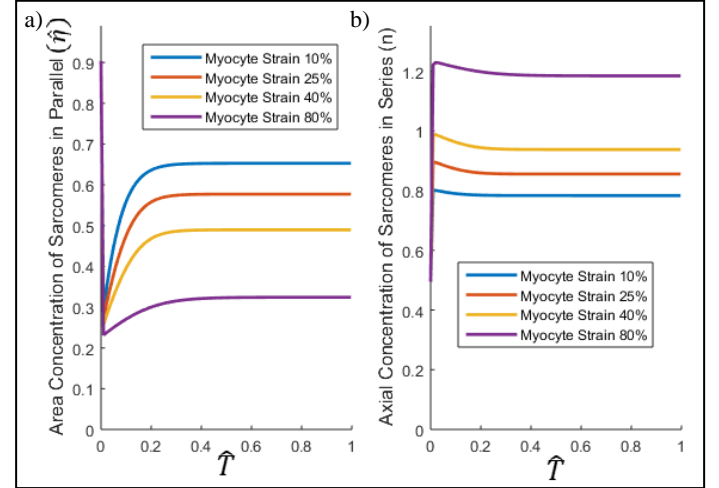 a)
Area Concentration of Sarcomeres in Parallel (η̂)
0.9
0.8
0.7
0.6
0.5
0.4
0.3
0.2
0.1
0
0 0.2 0.4 0.6 0.8 1
T̂
Myocyte Strain 10%
Myocyte Strain 25%
Myocyte Strain 40%
Myocyte Strain 80%
b)
Axial Concentration of Sarcomeres in Series (n)
1.2
1
0.8
0.6
0.4
0.2
0
0 0.2 0.4 0.6 0.8 1
T̂
Myocyte Strain 10%
Myocyte Strain 25%
Myocyte Strain 40%
Myocyte Strain 80%